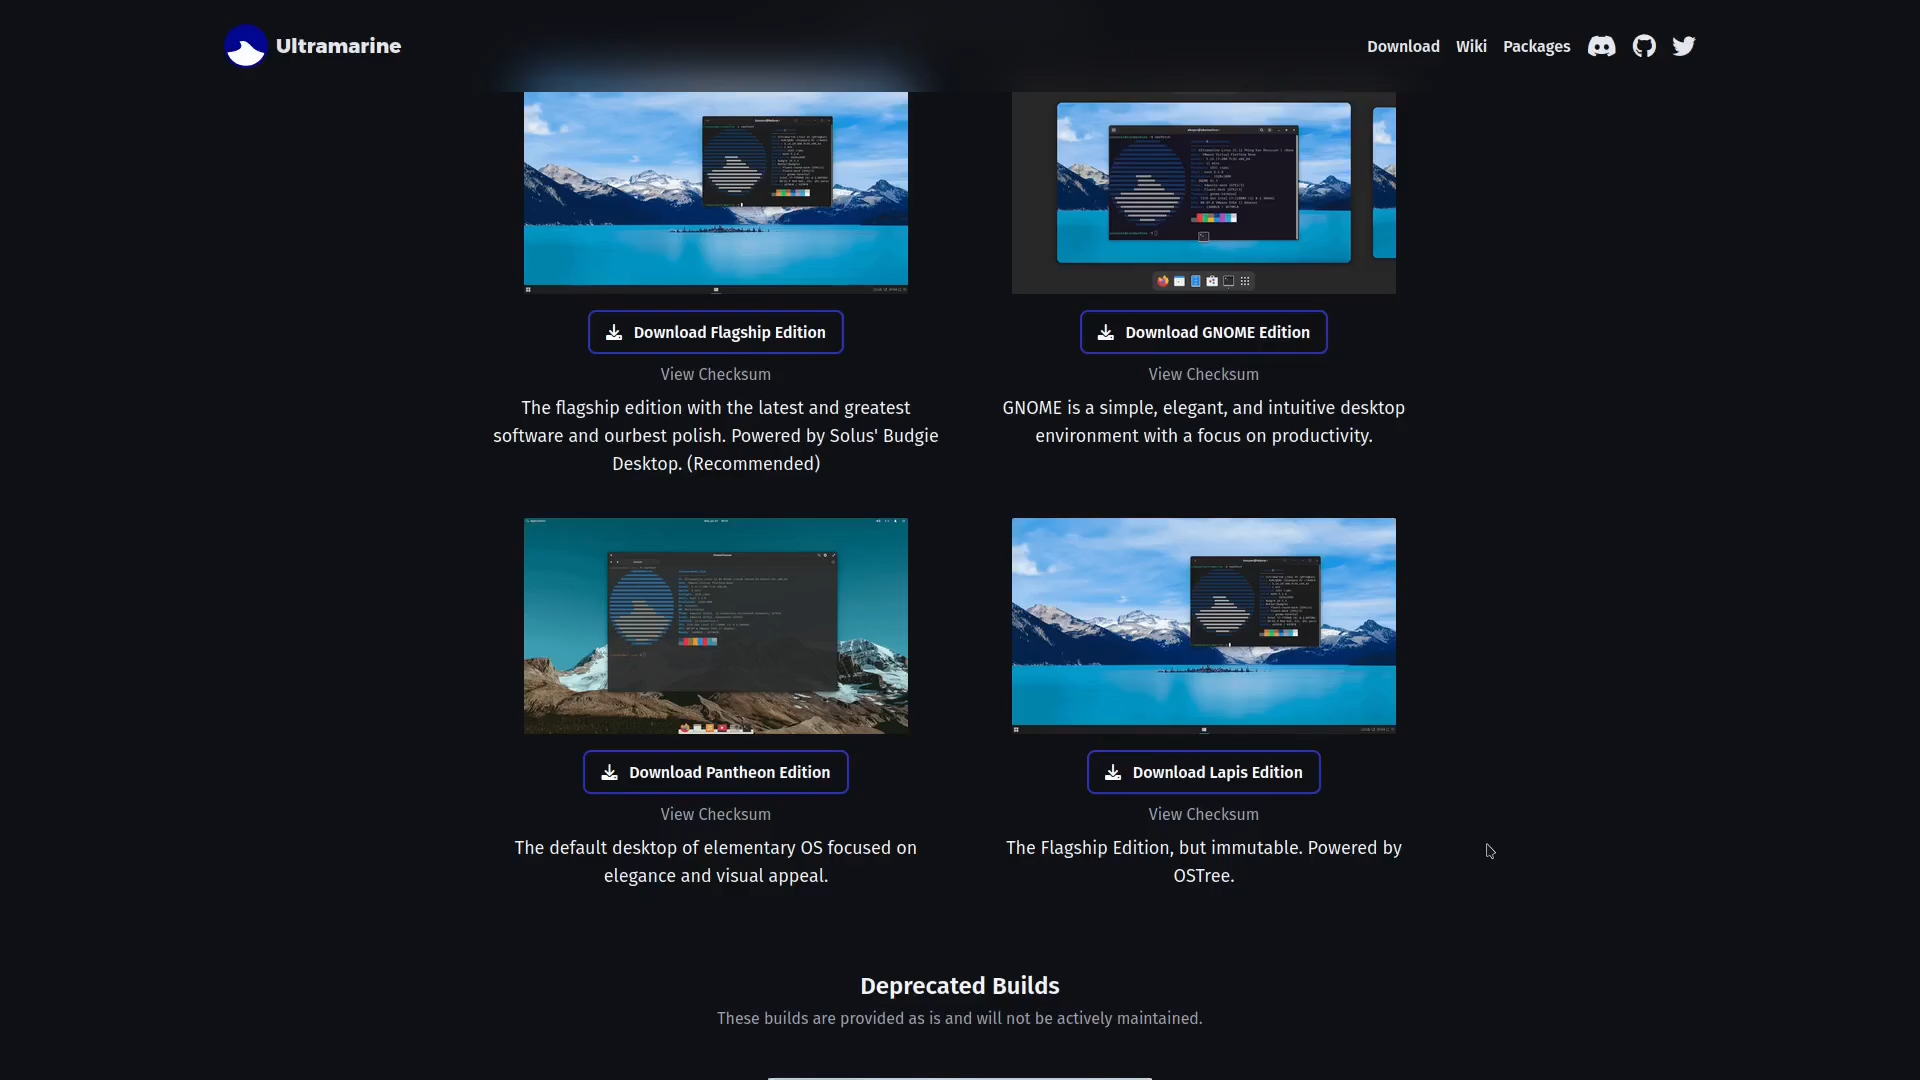 Ultramarine
Download Wiki Packages
Download Flagship Edition
View Checksum
The flagship edition with the latest and greatest
software and ourbest polish. Powered by Solus' Budgie
Desktop. (Recommended)
Download GNOME Edition
View Checksum
GNOME is a simple, elegant, and intuitive desktop
environment with a focus on productivity.
Download Pantheon Edition
View Checksum
The default desktop of elementary OS focused on
elegance and visual appeal.
Download Lapis Edition
View Checksum
The Flagship Edition, but immutable. Powered by
OSTree.
Deprecated Builds
These builds are provided as is and will not be actively maintained.